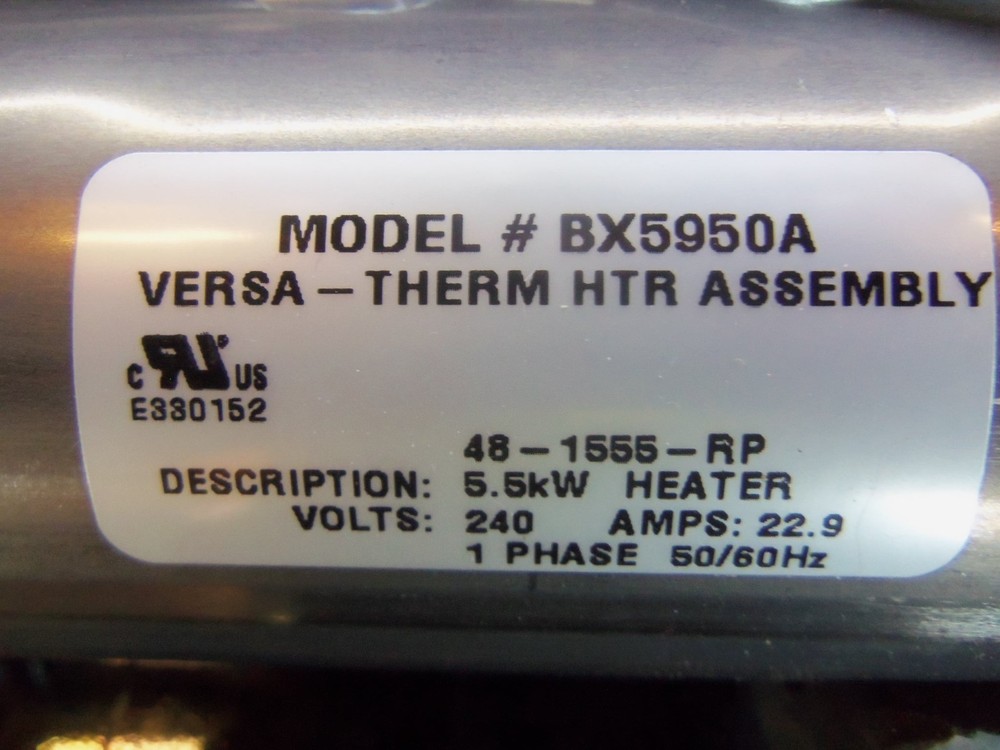 MODEL # BX5950A
VERSA-THERM HTR ASSEMBLY
C RU US
E330152
48-1555-RP
DESCRIPTION: 5.5kW HEATER
VOLTS: 240 AMPS: 22.9
1 PHASE 50/60Hz